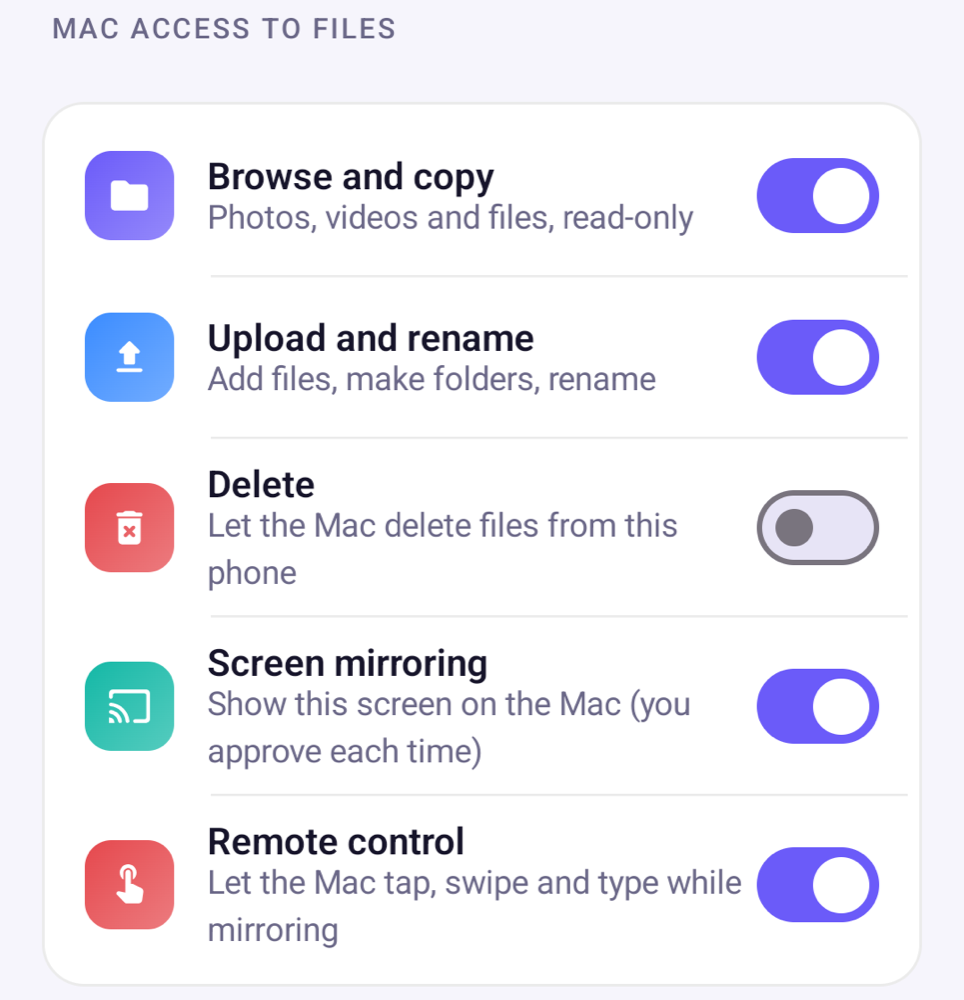 MAC ACCESS TO FILES
Browse and copy
Photos, videos and files, read-only
Upload and rename
Add files, make folders, rename
Delete
Let the Mac delete files from this
phone
Screen mirroring
Show this screen on the Mac (you
approve each time)
Remote control
Let the Mac tap, swipe and type while
mirroring